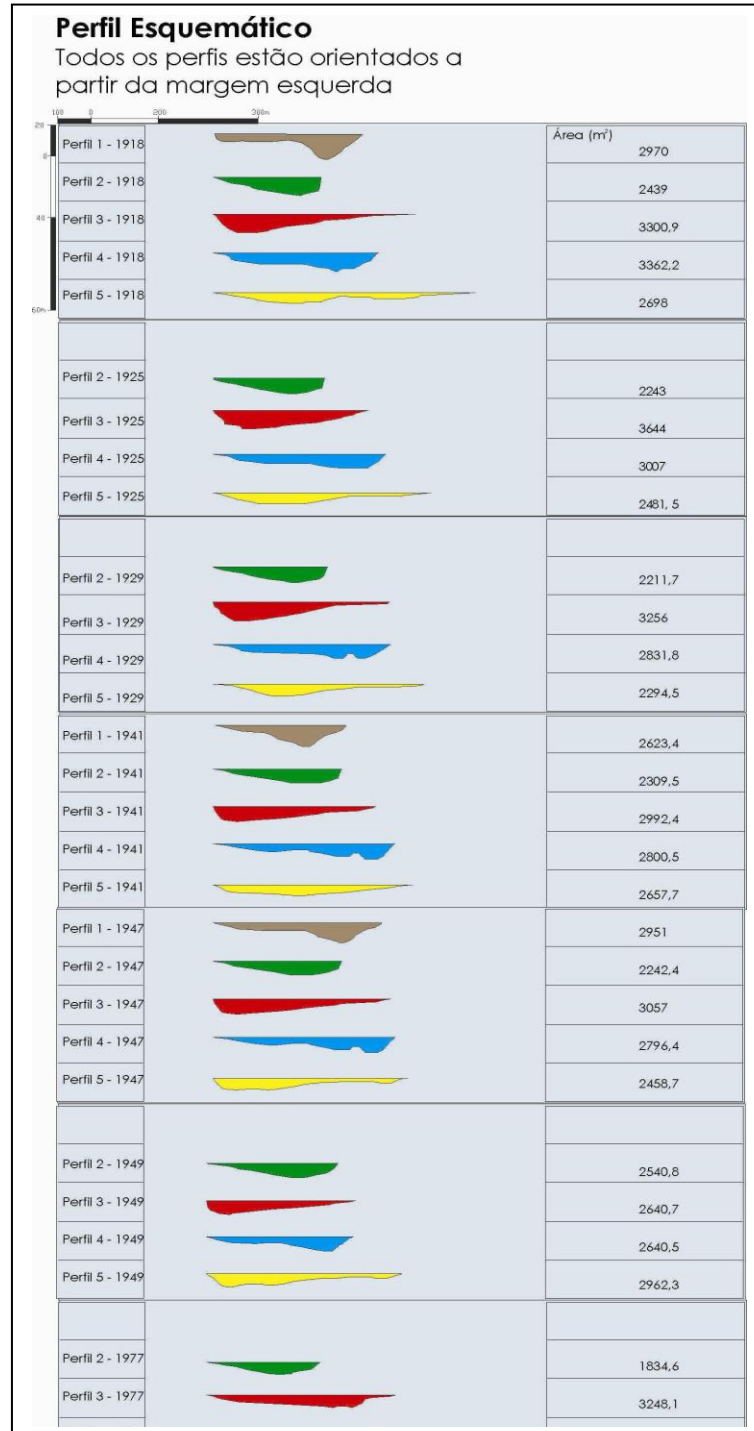 Perfil Esquemático
Todos os perfis estão orientados a
partir da margem esquerda
100 0 200 300m
20
0
40
60m
Área (m²)
Perfil 1 - 1918 2970
Perfil 2 - 1918 2439
Perfil 3 - 1918 3300,9
Perfil 4 - 1918 3362,2
Perfil 5 - 1918 2698
Perfil 2 - 1925 2243
Perfil 3 - 1925 3644
Perfil 4 - 1925 3007
Perfil 5 - 1925 2481, 5
Perfil 2 - 1929 2211,7
Perfil 3 - 1929 3256
Perfil 4 - 1929 2831,8
Perfil 5 - 1929 2294,5
Perfil 1 - 1941 2623,4
Perfil 2 - 1941 2309,5
Perfil 3 - 1941 2992,4
Perfil 4 - 1941 2800,5
Perfil 5 - 1941 2657,7
Perfil 1 - 1947 2951
Perfil 2 - 1947 2242,4
Perfil 3 - 1947 3057
Perfil 4 - 1947 2796,4
Perfil 5 - 1947 2458,7
Perfil 2 - 1949 2540,8
Perfil 3 - 1949 2640,7
Perfil 4 - 1949 2640,5
Perfil 5 - 1949 2962,3
Perfil 2 - 1977 1834,6
Perfil 3 - 1977 3248,1